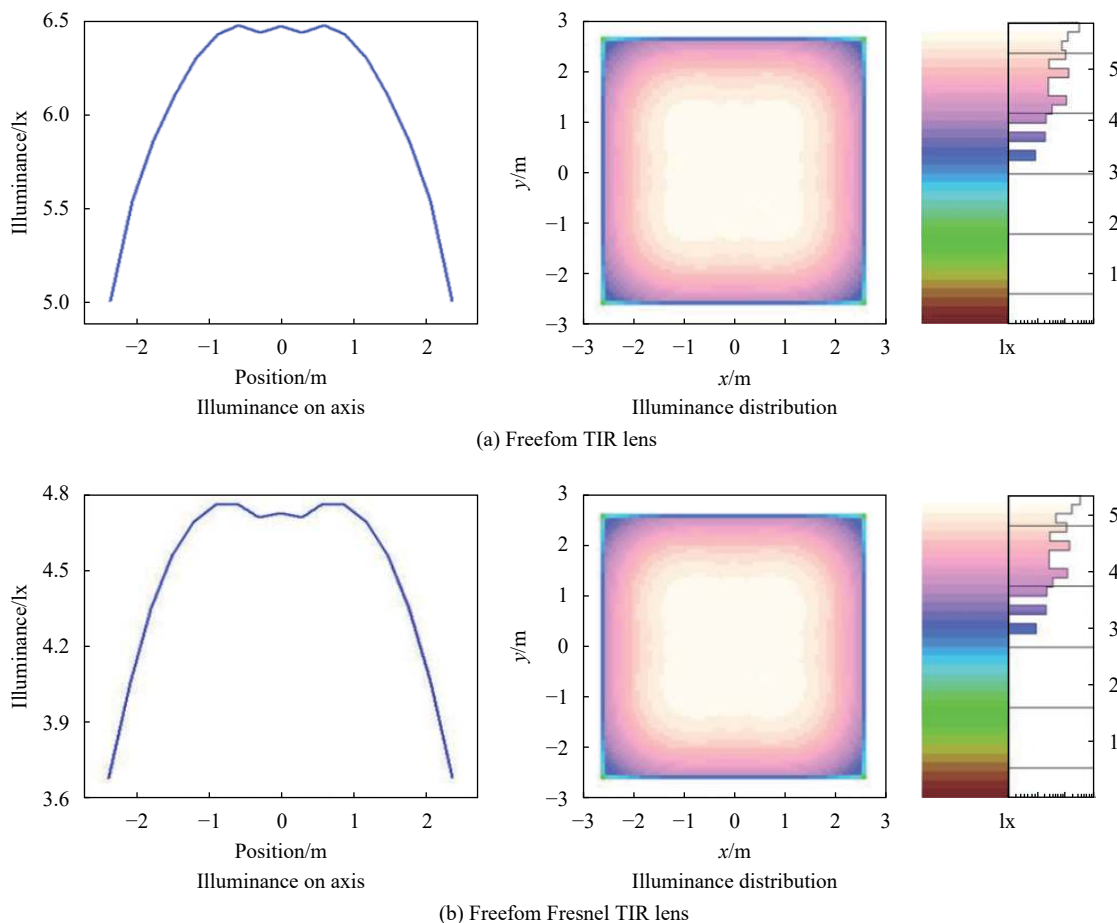 6.5
6.0
5.5
5.0
Illuminance/lx
−2 −1 0 1 2
Position/m
Illuminance on axis
3
2
1
0
−1
−2
−3
y/m
−3 −2 −1 0 1 2 3
x/m
Illuminance distribution
5
4
3
2
1
lx
(a) Freefom TIR lens
4.8
4.5
4.2
3.9
3.6
Illuminance/lx
−2 −1 0 1 2
Position/m
Illuminance on axis
3
2
1
0
−1
−2
−3
y/m
−3 −2 −1 0 1 2 3
x/m
Illuminance distribution
5
4
3
2
1
lx
(b) Freefom Fresnel TIR lens